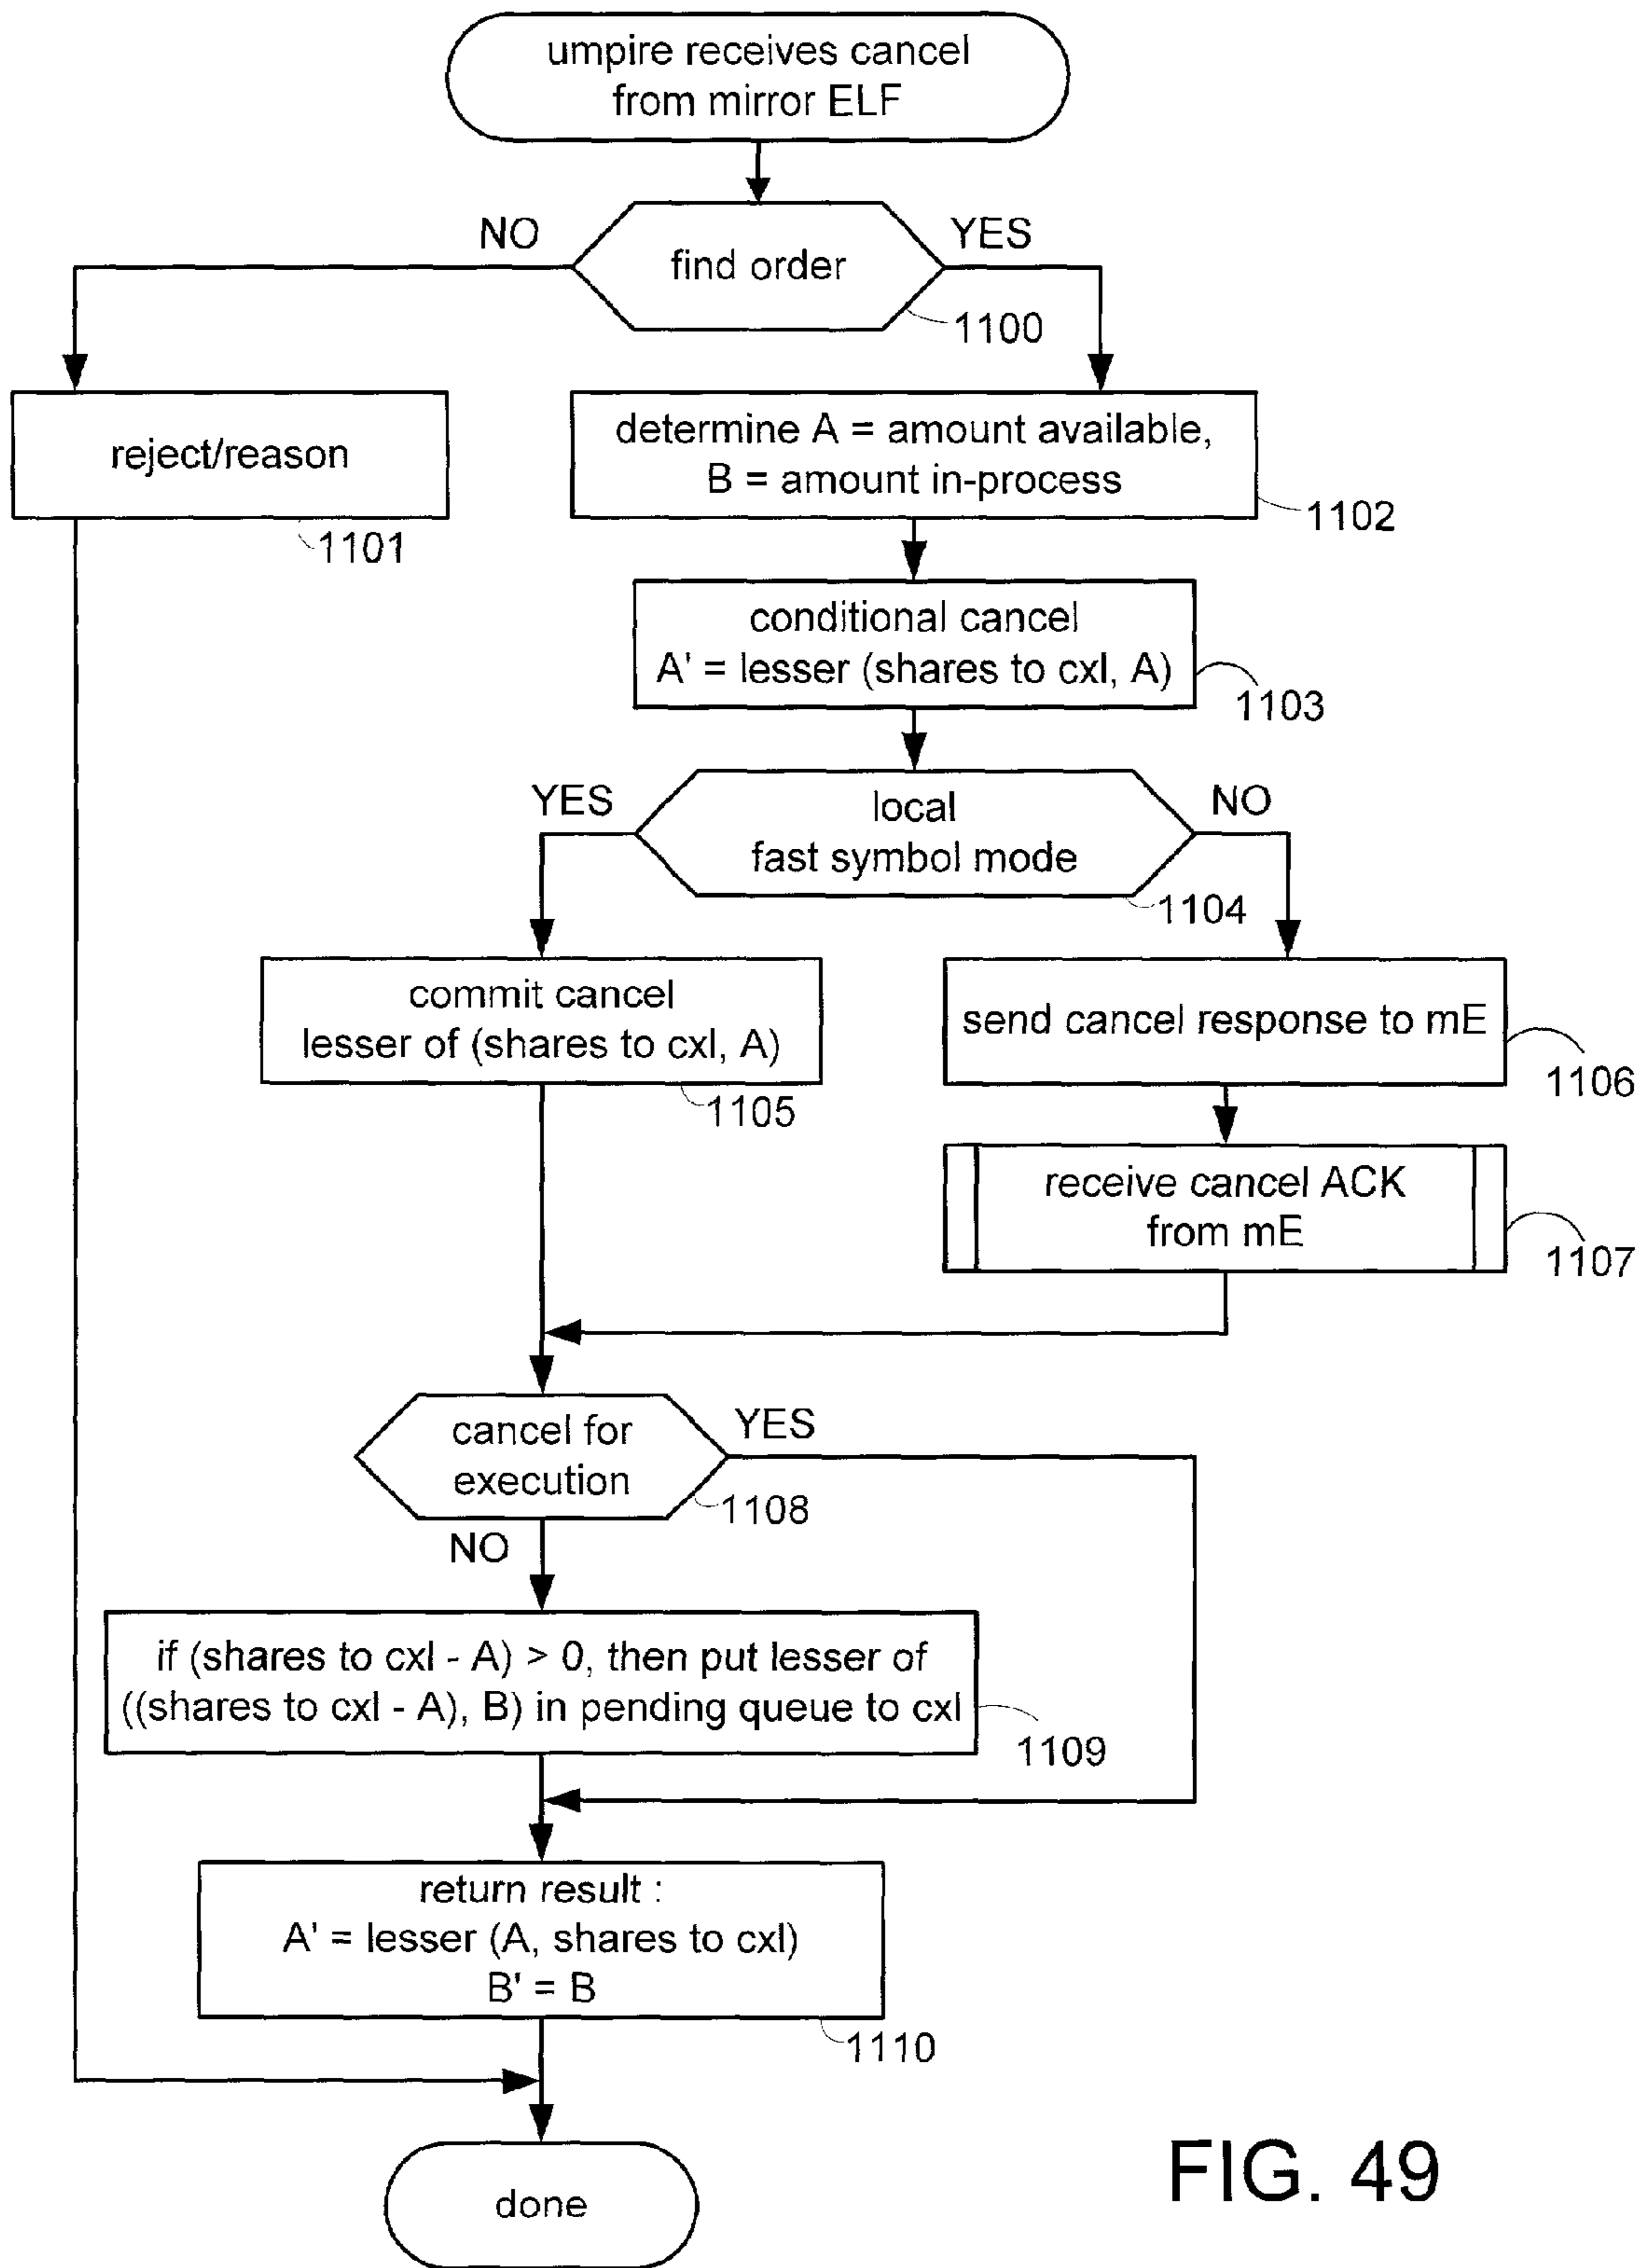 umpire receives cancel
from mirror ELF
NO
YES
find order
1100
reject/reason
1101
determine A = amount available,
B = amount in-process
1102
conditional cancel
A' = lesser (shares to cxl, A)
1103
YES
NO
local
fast symbol mode
1104
commit cancel
lesser of (shares to cxl, A)
1105
send cancel response to mE
1106
receive cancel ACK
from mE
1107
cancel for
execution
YES
1108
NO
if (shares to cxl - A) > 0, then put lesser of
((shares to cxl - A), B) in pending queue to cxl
1109
return result :
A' = lesser (A, shares to cxl)
B' = B
1110
done
FIG. 49